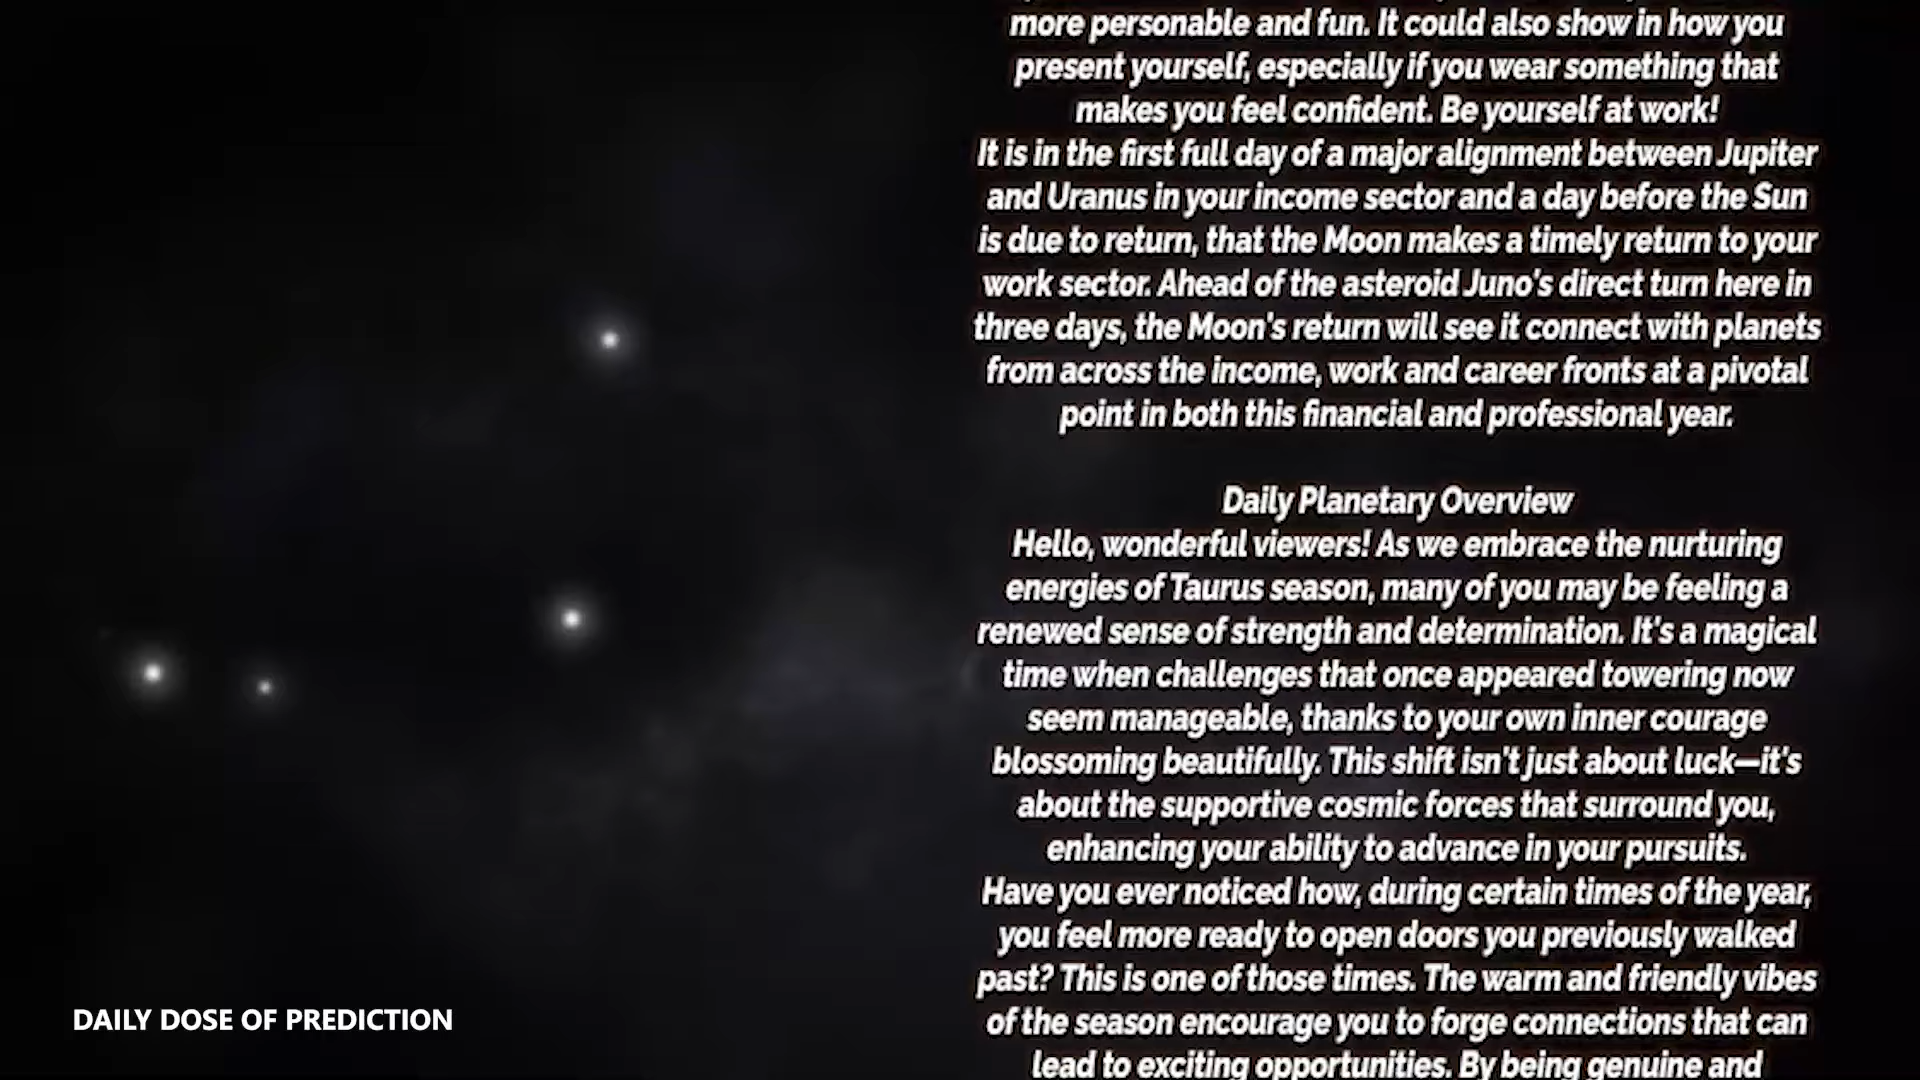 more personable and fun. It could also show in how you
present yourself, especially if you wear something that
makes you feel confident. Be yourself at work!
It is in the first full day of a major alignment between Jupiter
and Uranus in your income sector and a day before the Sun
is due to return, that the Moon makes a timely return to your
work sector. Ahead of the asteroid Juno's direct turn here in
three days, the Moon's return will see it connect with planets
from across the income, work and career fronts at a pivotal
point in both this financial and professional year.
Daily Planetary Overview
Hello, wonderful viewers! As we embrace the nurturing
energies of Taurus season, many of you may be feeling a
renewed sense of strength and determination. It's a magical
time when challenges that once appeared towering now
seem manageable, thanks to your own inner courage
blossoming beautifully. This shift isn't just about luck—it's
about the supportive cosmic forces that surround you,
enhancing your ability to advance in your pursuits.
Have you ever noticed how, during certain times of the year,
you feel more ready to open doors you previously walked
past? This is one of those times. The warm and friendly vibes
of the season encourage you to forge connections that can
lead to exciting opportunities. By being genuine and
DAILY DOSE OF PREDICTION